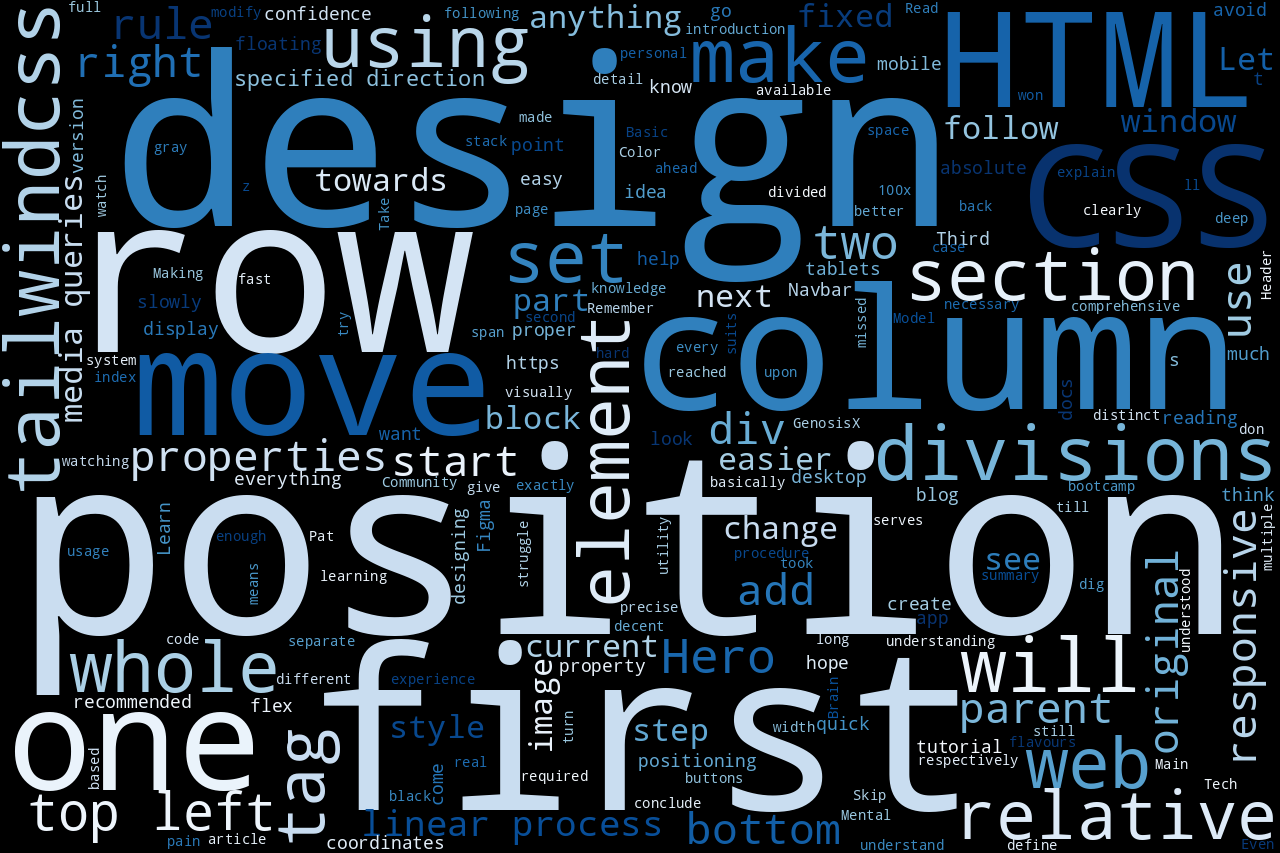 full
modify
confidence
following
anything
go
fixed
Read
avoid
rule
using
introduction
HTML
floating
personal
make
right
mobile
Let
specified direction
detail
know
available
t
tailwindcss
design
won
made
Basic
space
follow
window
version
gray
stack
point
Color
ahead
absolute
CSS
explain
towards
easy
idea
divided
100x
ll
watch
z
Take
page
better
back
clearly
deep
row
set
help
two
Third
case
media queries
Making
fast
tablets
section
Header
slowly
part
knowledge
next
Navbar
use
display
try
second
Remember
suits
missed
Model
necessary
comprehensive
span
proper
column
system
move
https
element
hard
every
s
much
index
visually
reached
upon
docs
want
block
div
GenosisX
distinct
reading
don
watching
properties
start
look
easier
divisions
everything
Community
give
exactly
basically
desktop
blog
bootcamp
think
position
till
Learn
designing
Figma
struggle
utility
change
serves
responsive
multiple
usage
enough
Pat
procedure
took
see
summary
means
learning
add
dig
original
understood
precise
decent
create
app
code
separate
current
long
understanding
whole
different
experience
property
Hero
hope
will
recommended
flex
first
image
Brain
parent
one
tag
style
turn
step
width
quick
still
based
real
positioning
tutorial
flavours
web
come
required
buttons
respectively
Main
top left
black
conclude
Skip
Tech
linear process
bottom
Mental
relative
pain
article
coordinates
understand
define
Even